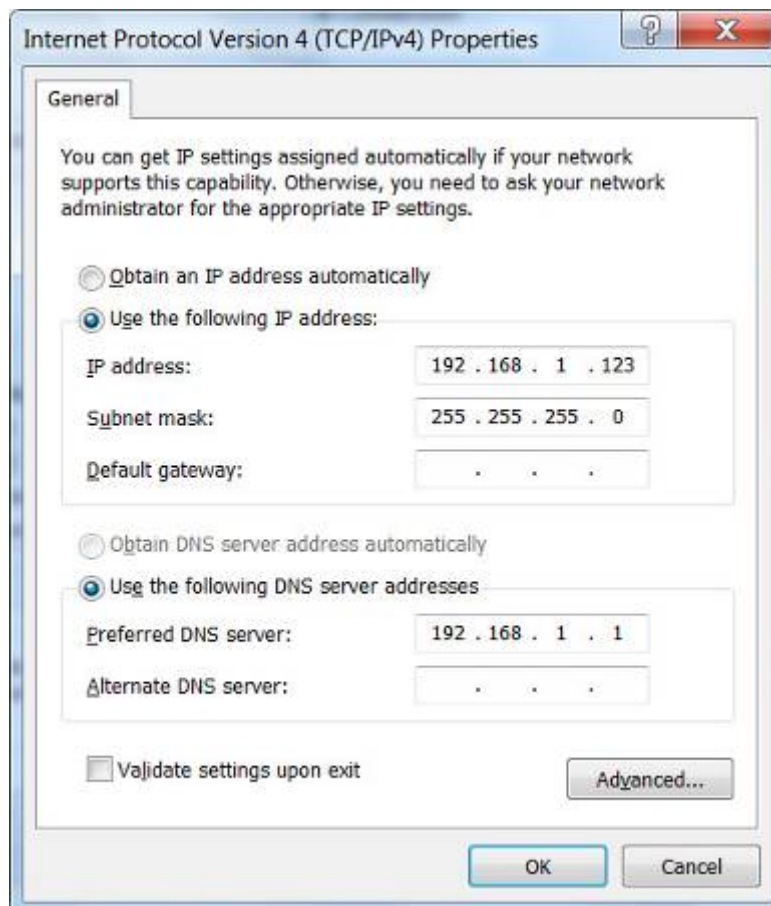 Internet Protocol Version 4 (TCP/IPv4) Properties
General
You can get IP settings assigned automatically if your network
supports this capability. Otherwise, you need to ask your network
administrator for the appropriate IP settings.
Obtain an IP address automatically
Use the following IP address:
IP address: 192 . 168 . 1 . 123
Subnet mask: 255 . 255 . 255 . 0
Default gateway: . . .
Obtain DNS server address automatically
Use the following DNS server addresses
Preferred DNS server: 192 . 168 . 1 . 1
Alternate DNS server: . . .
Validate settings upon exit
Advanced...
OK Cancel